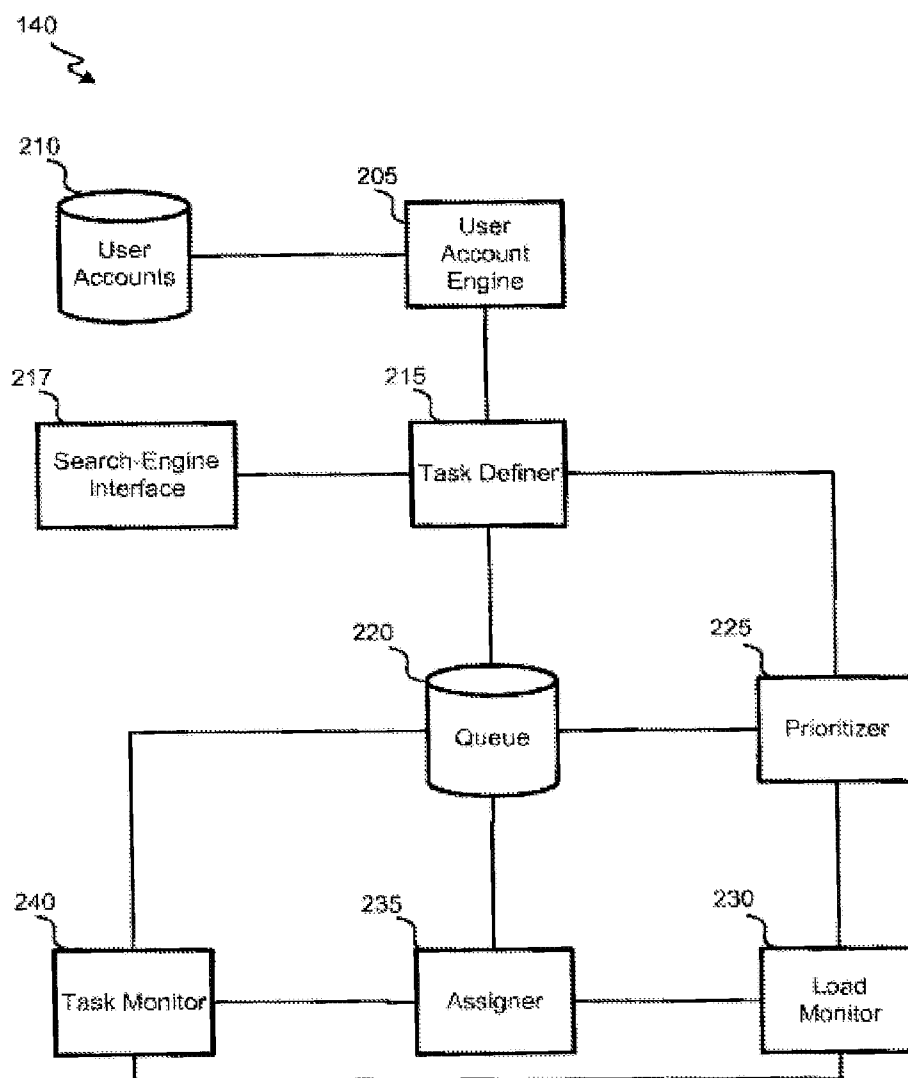 140
210
205
User
Accounts
User
Account
Engine
217
215
Search-Engine
Interface
Task Definer
220
225
Queue
Prioritizer
240
235
230
Task Monitor
Assigner
Load
Monitor